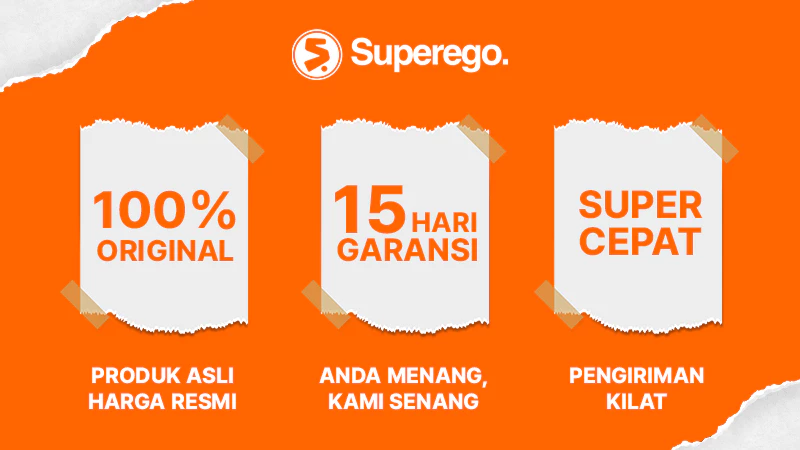 Superego.
100%
ORIGINAL
PRODUK ASLI
HARGA RESMI
15 HARI
GARANSI
ANDA MENANG,
KAMI SENANG
SUPER
CEPAT
PENGIRIMAN
KILAT